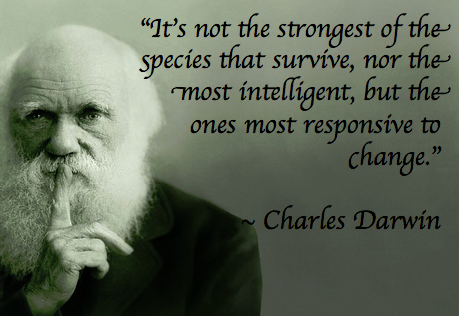 “It’s not the strongest of the
species that survive, nor the
most intelligent, but the
ones most responsive to
change.”
~ Charles Darwin